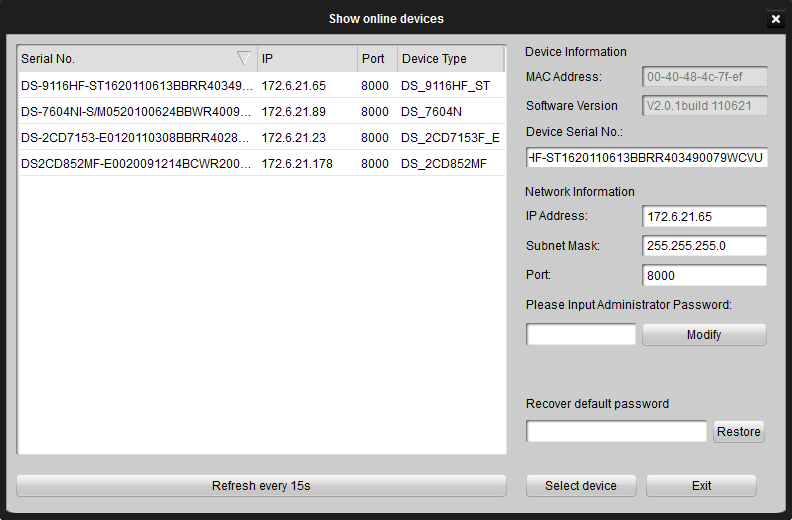 Show online devices
Serial No. IP Port Device Type
DS-9116HF-ST1620110613BBRR40349... 172.6.21.65 8000 DS_9116HF_ST
DS-7604NI-S/M0520100624BBWR4009... 172.6.21.89 8000 DS_7604N
DS-2CD7153-E0120110308BBRR4028... 172.6.21.23 8000 DS_2CD7153F_E
DS2CD852MF-E0020091214BCWR200... 172.6.21.178 8000 DS_2CD852MF
Refresh every 15s
Device Information
MAC Address: 00-40-48-4c-7f-ef
Software Version V2.0.1build 110621
Device Serial No.:
HF-ST1620110613BBRR403490079WCVU
Network Information
IP Address: 172.6.21.65
Subnet Mask: 255.255.255.0
Port: 8000
Please Input Administrator Password:
Modify
Recover default password
Restore
Select device Exit